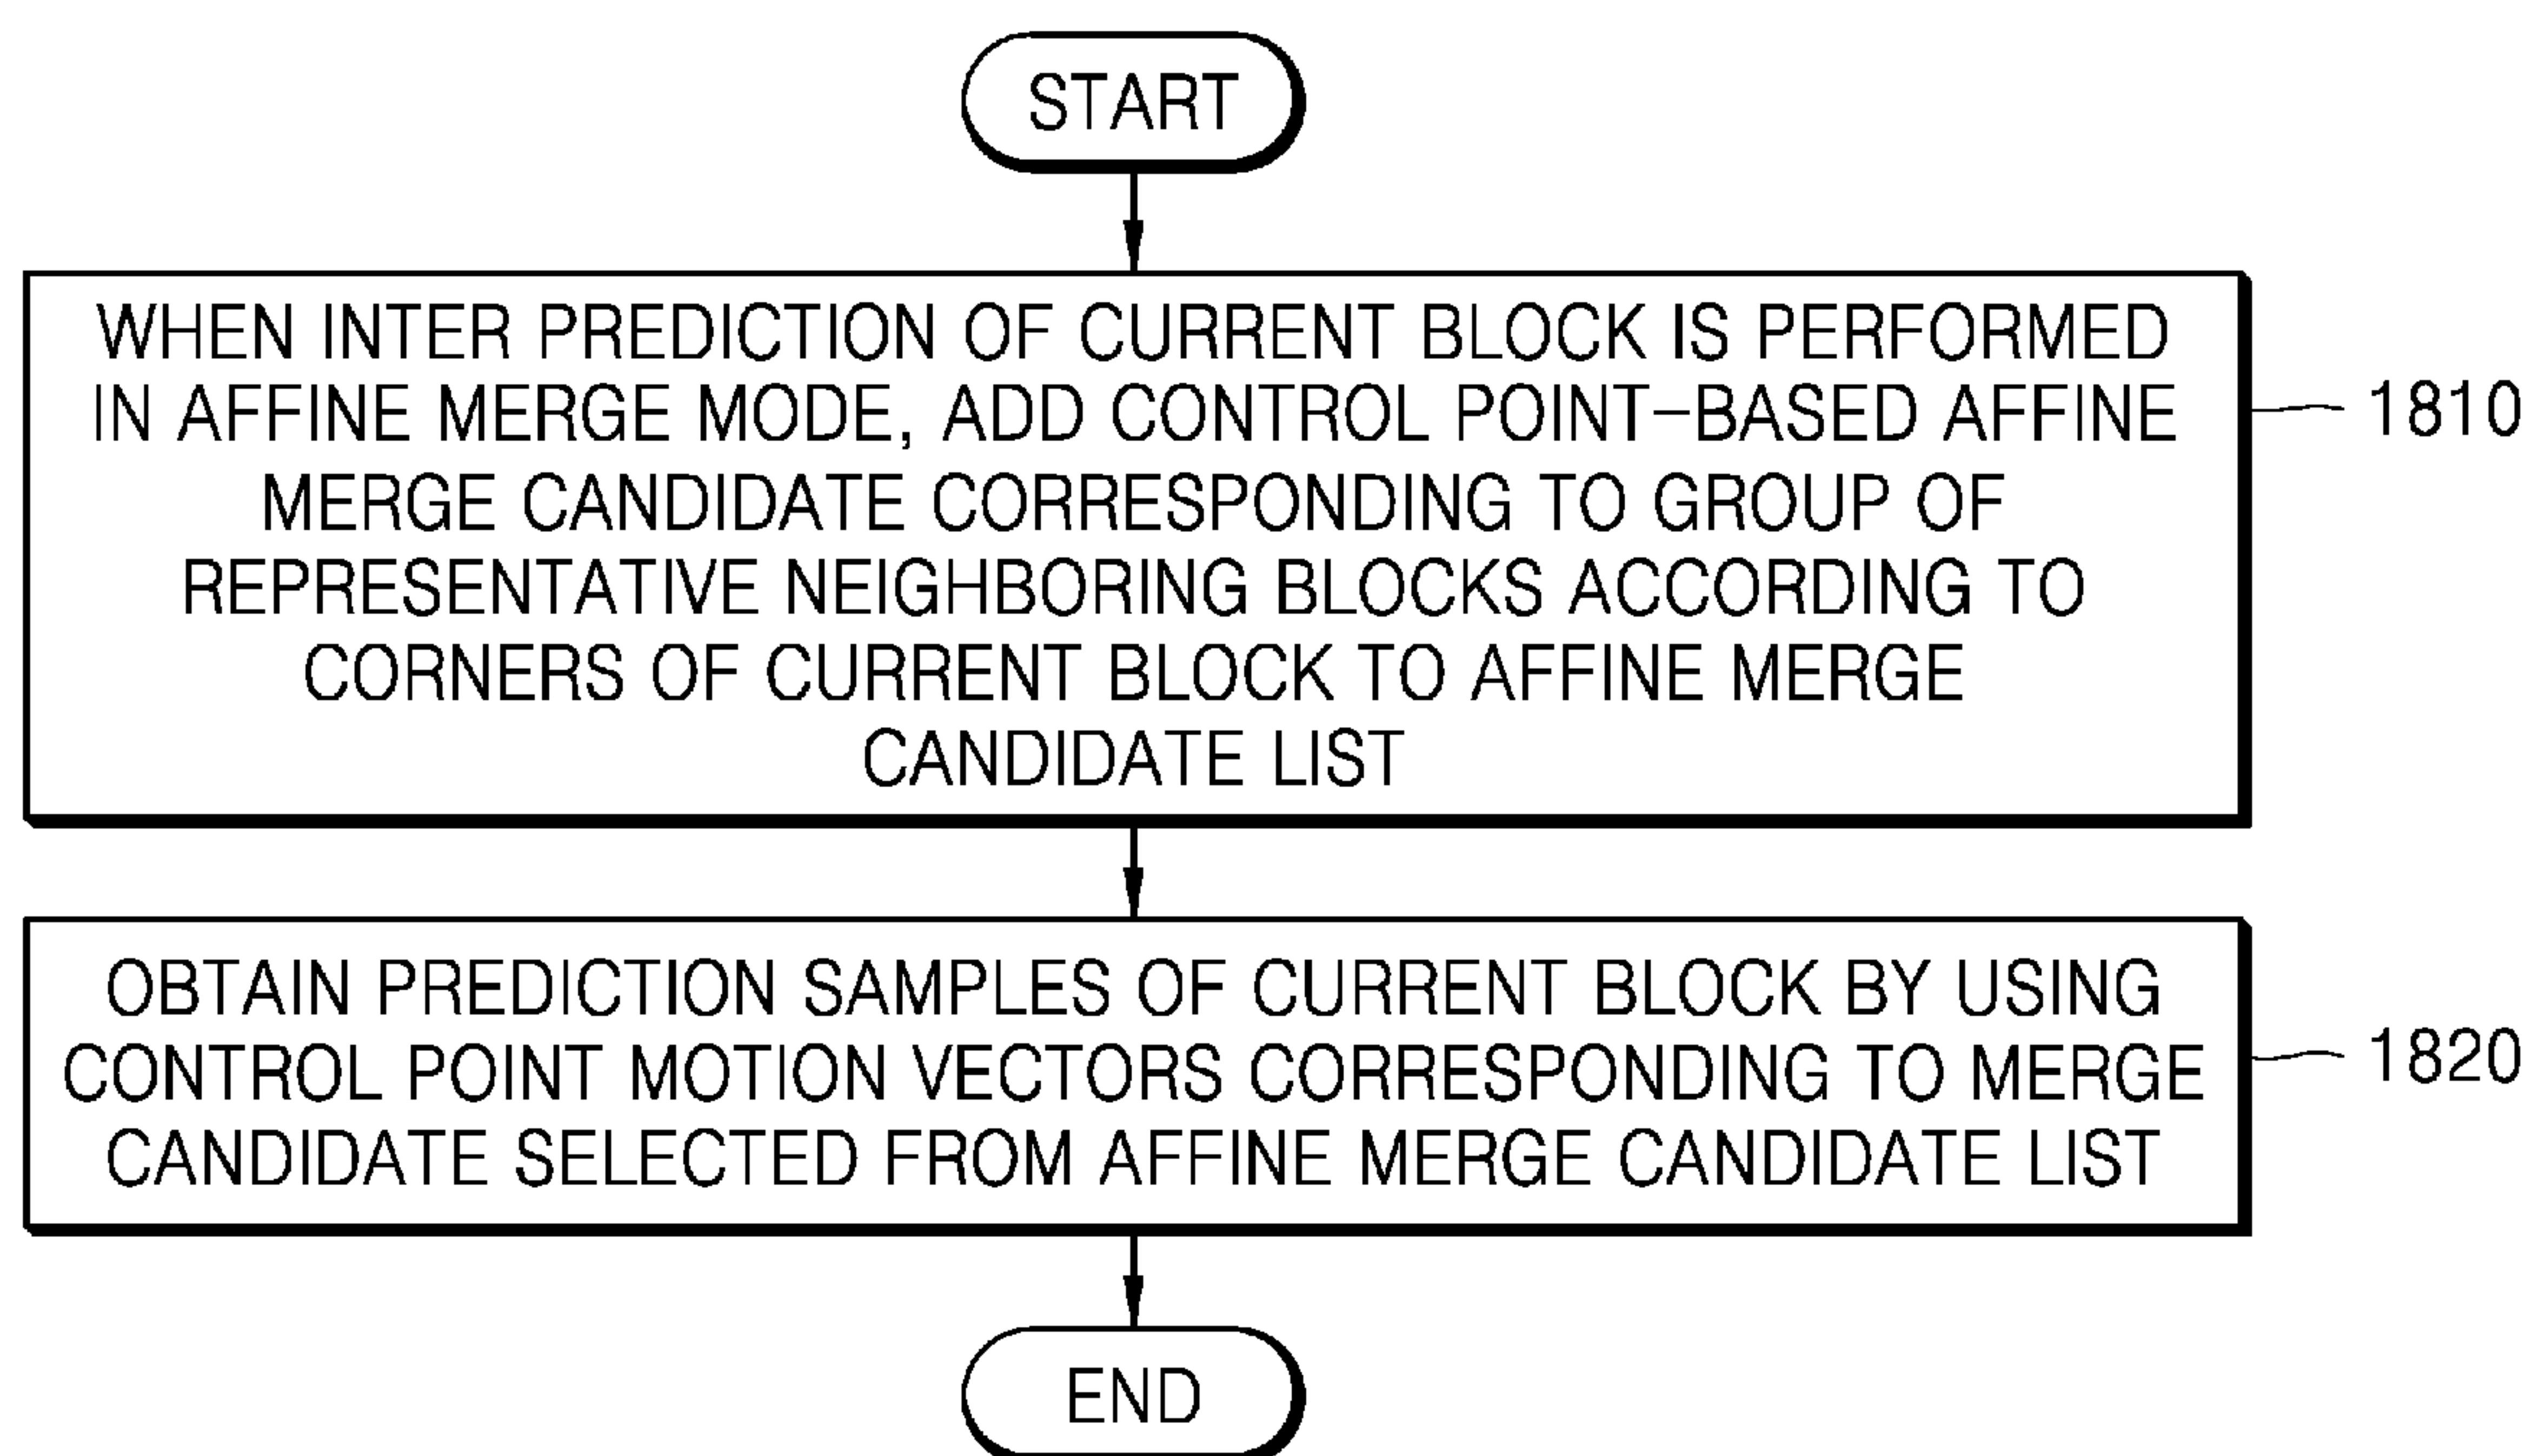 START
WHEN INTER PREDICTION OF CURRENT BLOCK IS PERFORMED
IN AFFINE MERGE MODE, ADD CONTROL POINT-BASED AFFINE
MERGE CANDIDATE CORRESPONDING TO GROUP OF
REPRESENTATIVE NEIGHBORING BLOCKS ACCORDING TO
CORNERS OF CURRENT BLOCK TO AFFINE MERGE
CANDIDATE LIST
1810
OBTAIN PREDICTION SAMPLES OF CURRENT BLOCK BY USING
CONTROL POINT MOTION VECTORS CORRESPONDING TO MERGE
CANDIDATE SELECTED FROM AFFINE MERGE CANDIDATE LIST
1820
END